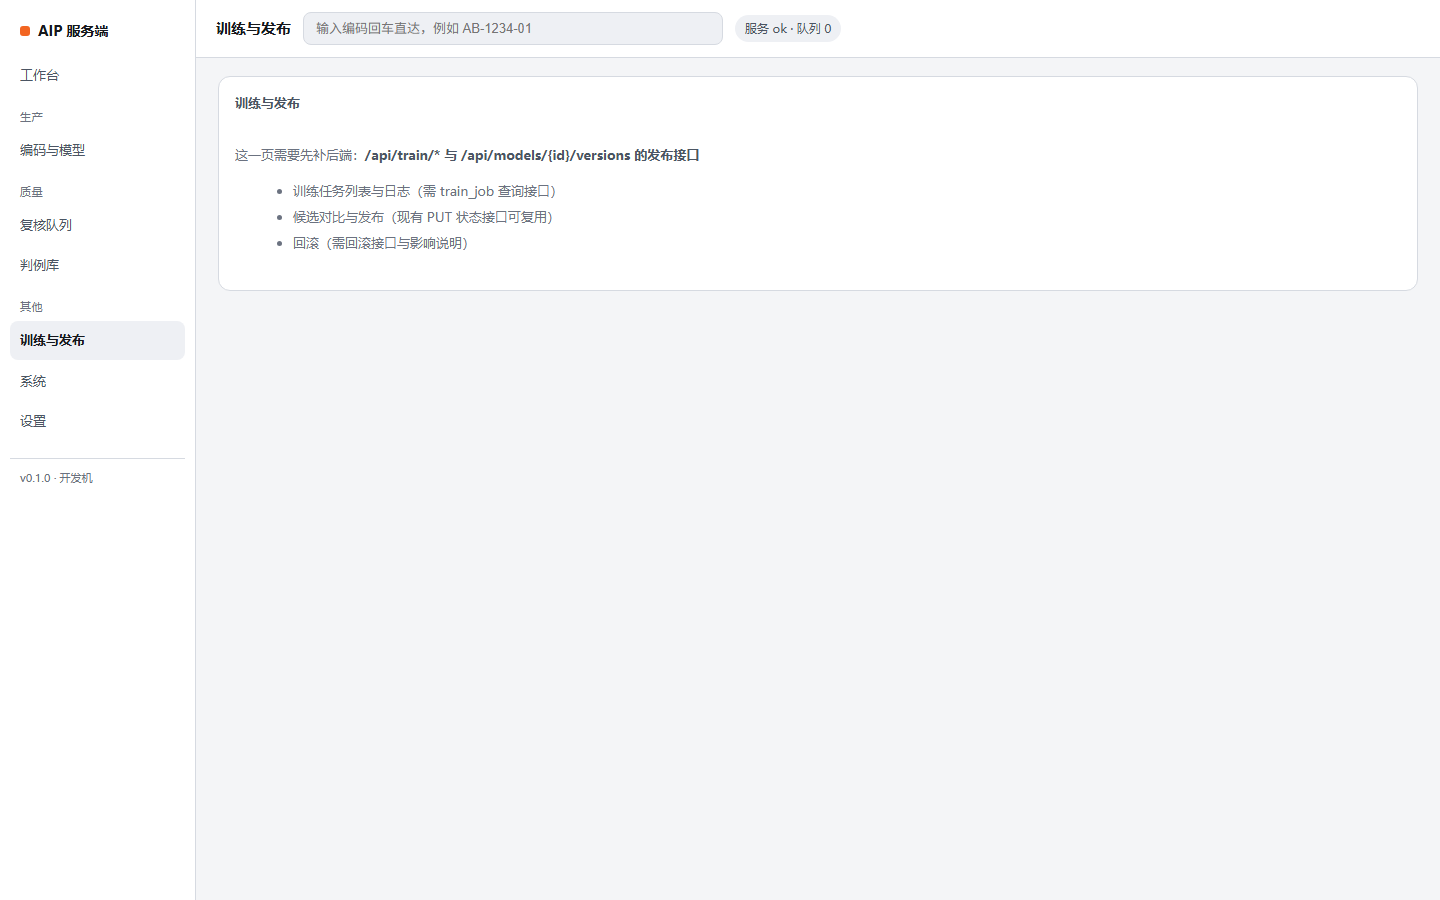 AIP 服务端
工作台
生产
编码与模型
质量
复核队列
判例库
其他
训练与发布
系统
设置
v0.1.0 · 开发机
训练与发布
输入编码回车直达，例如 AB-1234-01
服务 ok · 队列 0
训练与发布
这一页需要先补后端：/api/train/* 与 /api/models/{id}/versions 的发布接口
• 训练任务列表与日志（需 train_job 查询接口）
• 候选对比与发布（现有 PUT 状态接口可复用）
• 回滚（需回滚接口与影响说明）